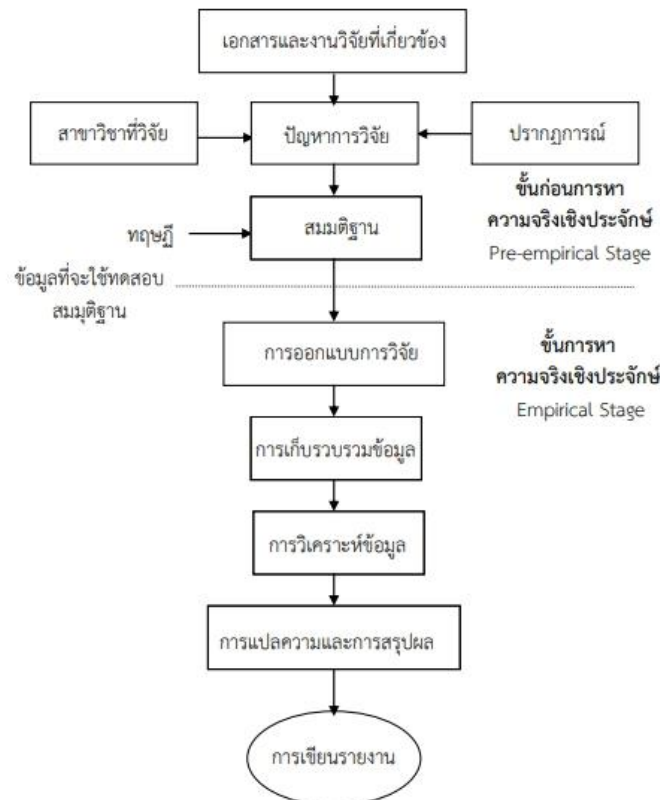 เอกสารและงานวิจัยที่เกี่ยวข้อง
สาขาวิชาที่วิจัย
ปัญหาการวิจัย
ปรากฏการณ์
ขั้นก่อนการหา
ความจริงเชิงประจักษ์
Pre-empirical Stage
ทฤษฎี
สมมติฐาน
ข้อมูลที่จะใช้ทดสอบ
สมมุติฐาน
การออกแบบการวิจัย
ขั้นการหา
ความจริงเชิงประจักษ์
Empirical Stage
การเก็บรวบรวมข้อมูล
การวิเคราะห์ข้อมูล
การแปลความและการสรุปผล
การเขียนรายงาน